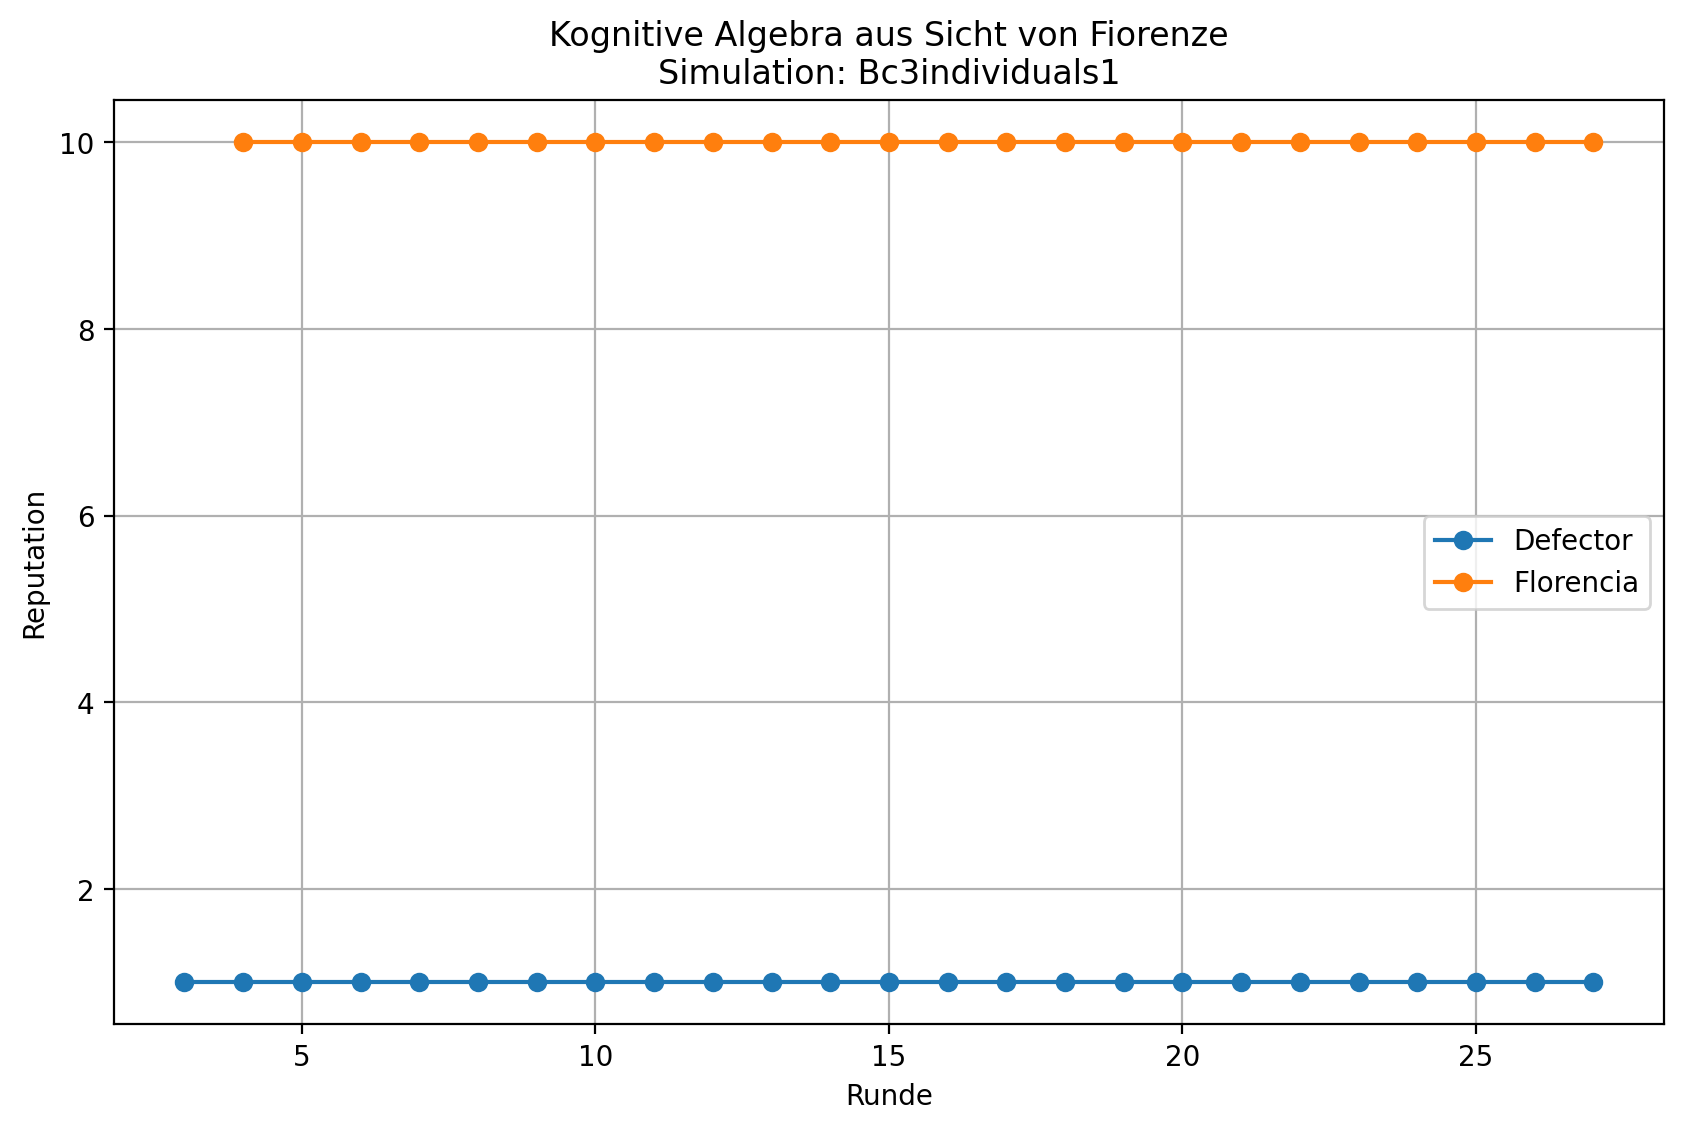 Kognitive Algebra aus Sicht von Fiorenze
Simulation: Bc3individuals1
10
8
6
4
2
Reputation
Defector
Florencia
5 10 15 20 25
Runde